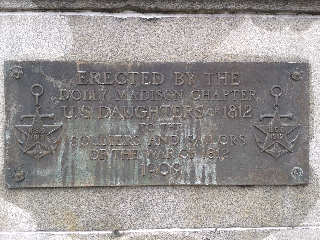 ERECTED BY THE
DOLLY MADISON CHAPTER
U.S. DAUGHTERS OF 1812
TO THE
SOLDIERS AND SAILORS
OF THE WAR OF 1812
1909